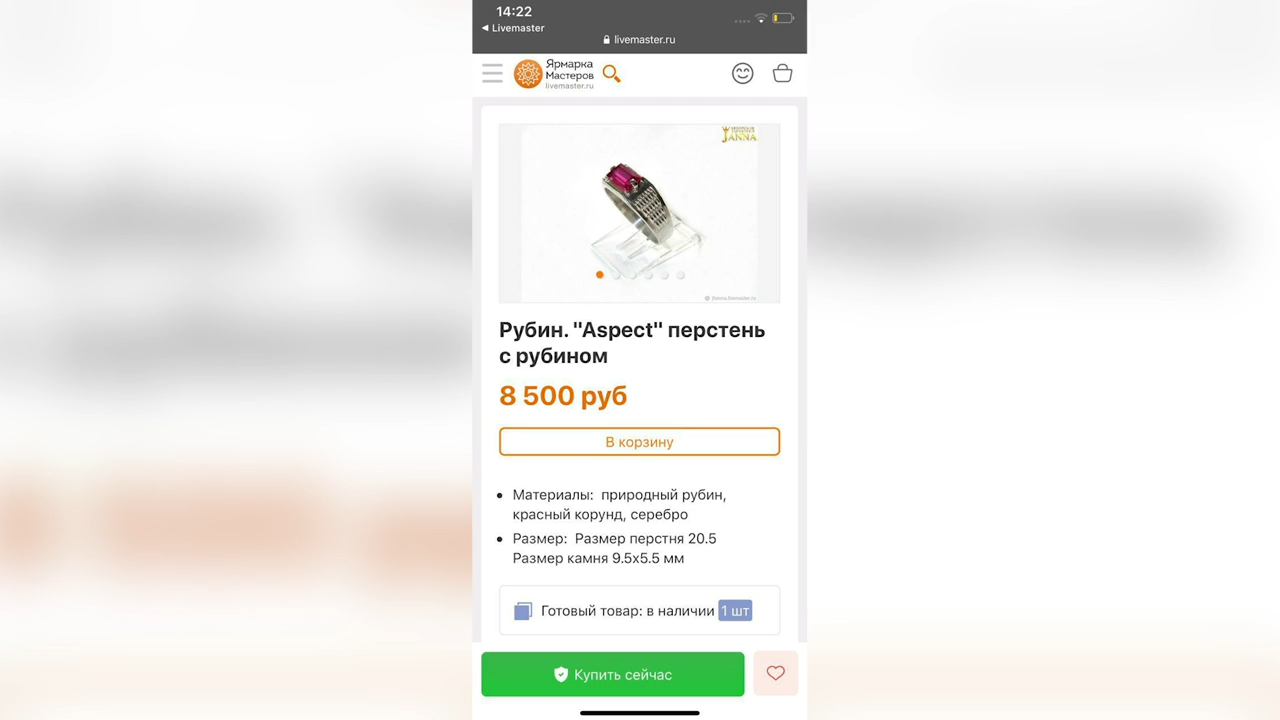 14:22
◀ Livemaster
livemaster.ru
Ярмарка
Мастеров
livemaster.ru
JANNA
Рубин. "Aspect" перстень
с рубином
8 500 руб
В корзину
Материалы: природный рубин,
красный корунд, серебро
Размер: Размер перстня 20.5
Размер камня 9.5x5.5 мм
Готовый товар: в наличии 1 шт
Купить сейчас